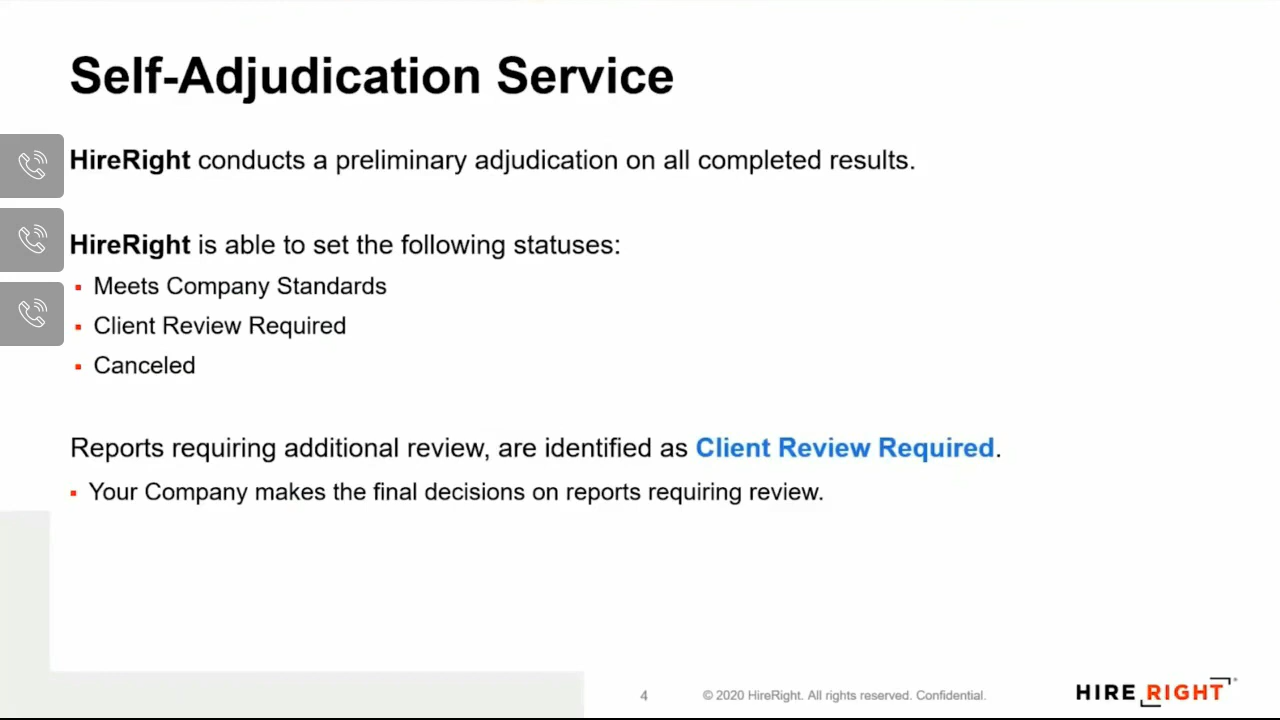 Self-Adjudication Service
HireRight conducts a preliminary adjudication on all completed results.
HireRight is able to set the following statuses:
Meets Company Standards
Client Review Required
Canceled
Reports requiring additional review, are identified as Client Review Required.
Your Company makes the final decisions on reports requiring review.
4
© 2020 HireRight. All rights reserved. Confidential.
HIRE RIGHT